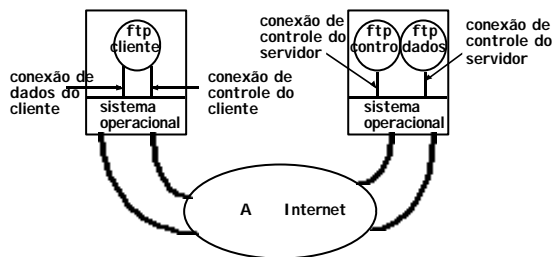 ftp
cliente
conexão de
dados do
cliente
conexão de
controle do
cliente
sistema
operacional
conexão de
controle do
servidor
ftp
contro
ftp
dados
conexão de
controle do
servidor
sistema
operacional
A Internet